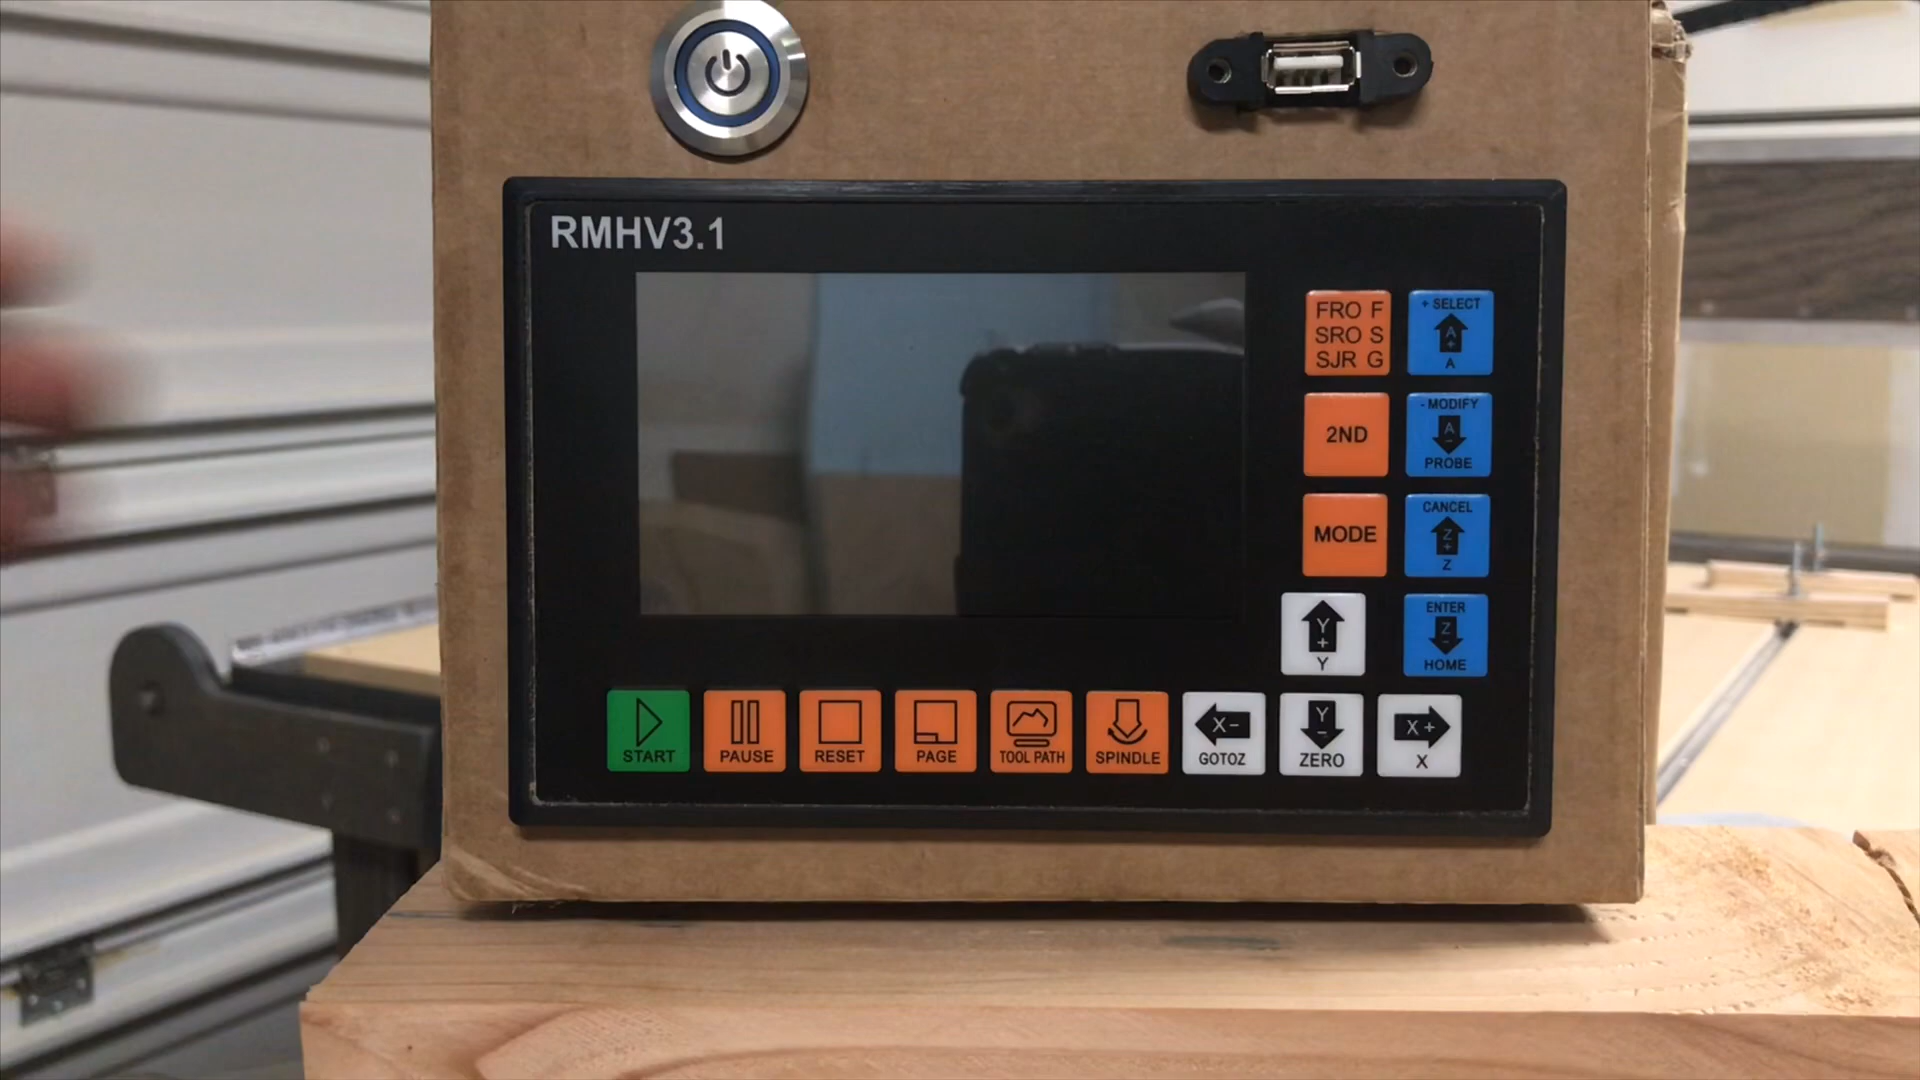 RMHV3.1
FRO F
SRO S
SJR G
+ SELECT
A+
A
2ND
- MODIFY
A-
PROBE
MODE
CANCEL
Z+
Z
Y+
Y
ENTER
Z-
HOME
START
PAUSE
RESET
PAGE
TOOL PATH
SPINDLE
X-
GOTOZ
Y-
ZERO
X+
X